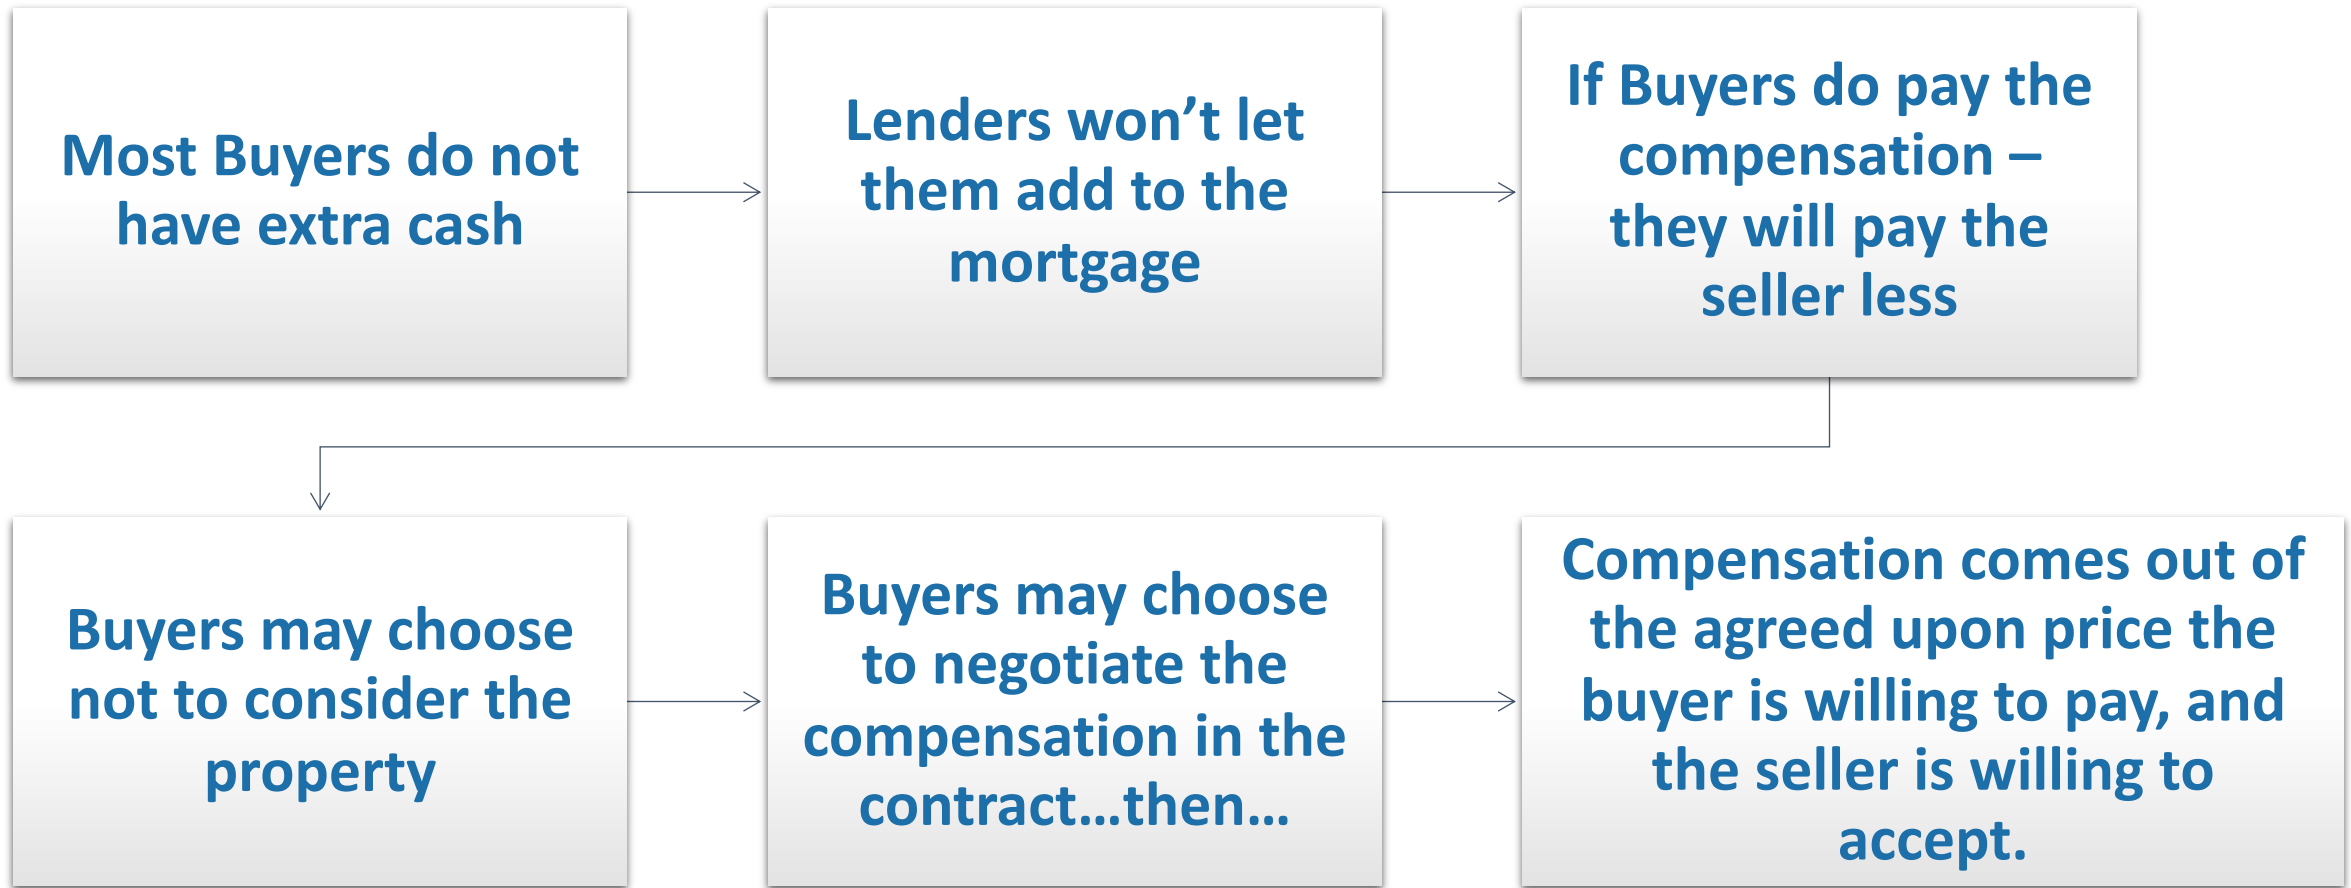 Most Buyers do not
have extra cash
Lenders won’t let
them add to the
mortgage
If Buyers do pay the
compensation –
they will pay the
seller less
Buyers may choose
not to consider the
property
Buyers may choose
to negotiate the
compensation in the
contract…then…
Compensation comes out of
the agreed upon price the
buyer is willing to pay, and
the seller is willing to
accept.